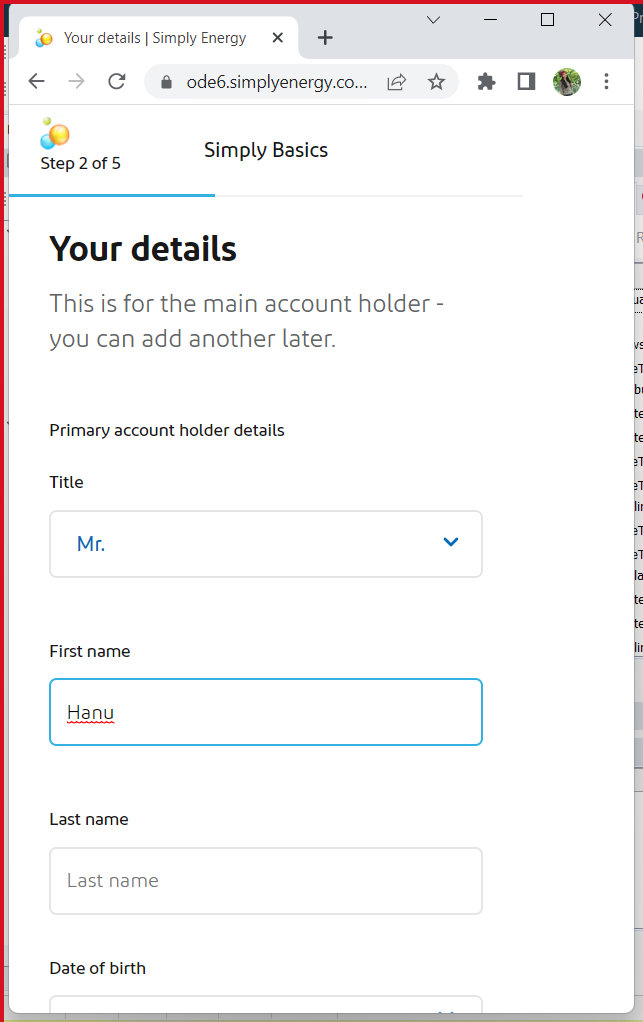 Your details | Simply Energy
ode6.simplyenergy.co...
Step 2 of 5
Simply Basics
Your details
This is for the main account holder -
you can add another later.
Primary account holder details
Title
Mr.
First name
Hanu
Last name
Last name
Date of birth